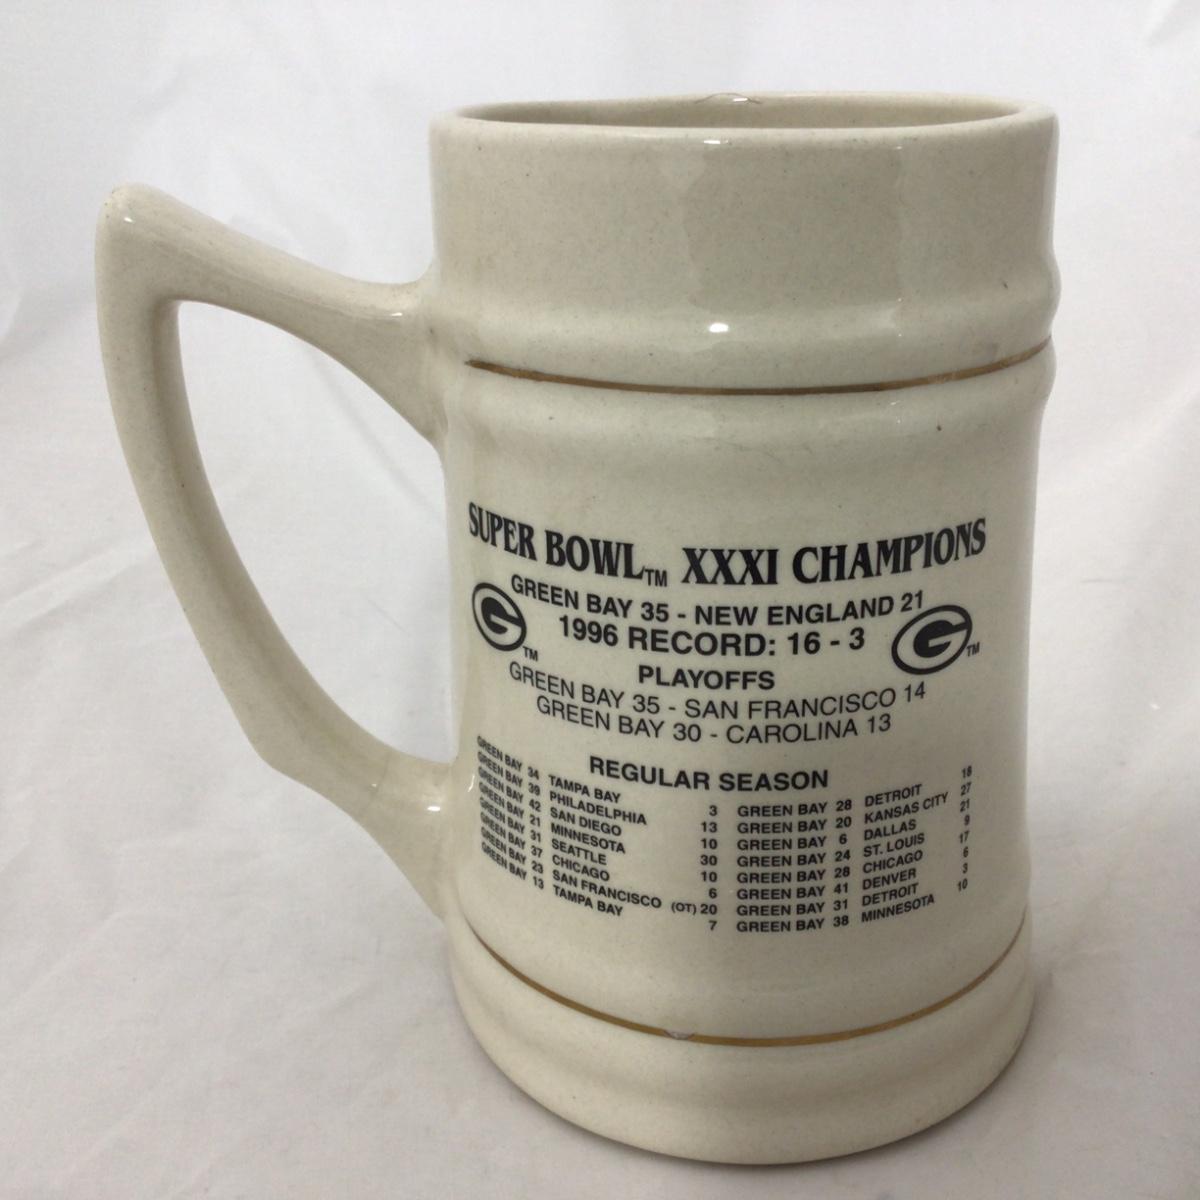 SUPER BOWL™ XXXI CHAMPIONS
GREEN BAY 35 - NEW ENGLAND 21
G™ 1996 RECORD: 16 - 3 G™
PLAYOFFS
GREEN BAY 35 - SAN FRANCISCO 14
GREEN BAY 30 - CAROLINA 13
REGULAR SEASON
GREEN BAY 34 TAMPA BAY 3
GREEN BAY 39 PHILADELPHIA 13
GREEN BAY 42 SAN DIEGO 10
GREEN BAY 21 MINNESOTA 30
GREEN BAY 31 SEATTLE 10
GREEN BAY 37 CHICAGO 6
GREEN BAY 23 SAN FRANCISCO (OT) 20
GREEN BAY 13 TAMPA BAY 7
GREEN BAY 28 DETROIT 18
GREEN BAY 20 KANSAS CITY 27
GREEN BAY 6 DALLAS 21
GREEN BAY 24 ST. LOUIS 9
GREEN BAY 28 CHICAGO 17
GREEN BAY 41 DENVER 6
GREEN BAY 31 DETROIT 3
GREEN BAY 38 MINNESOTA 10